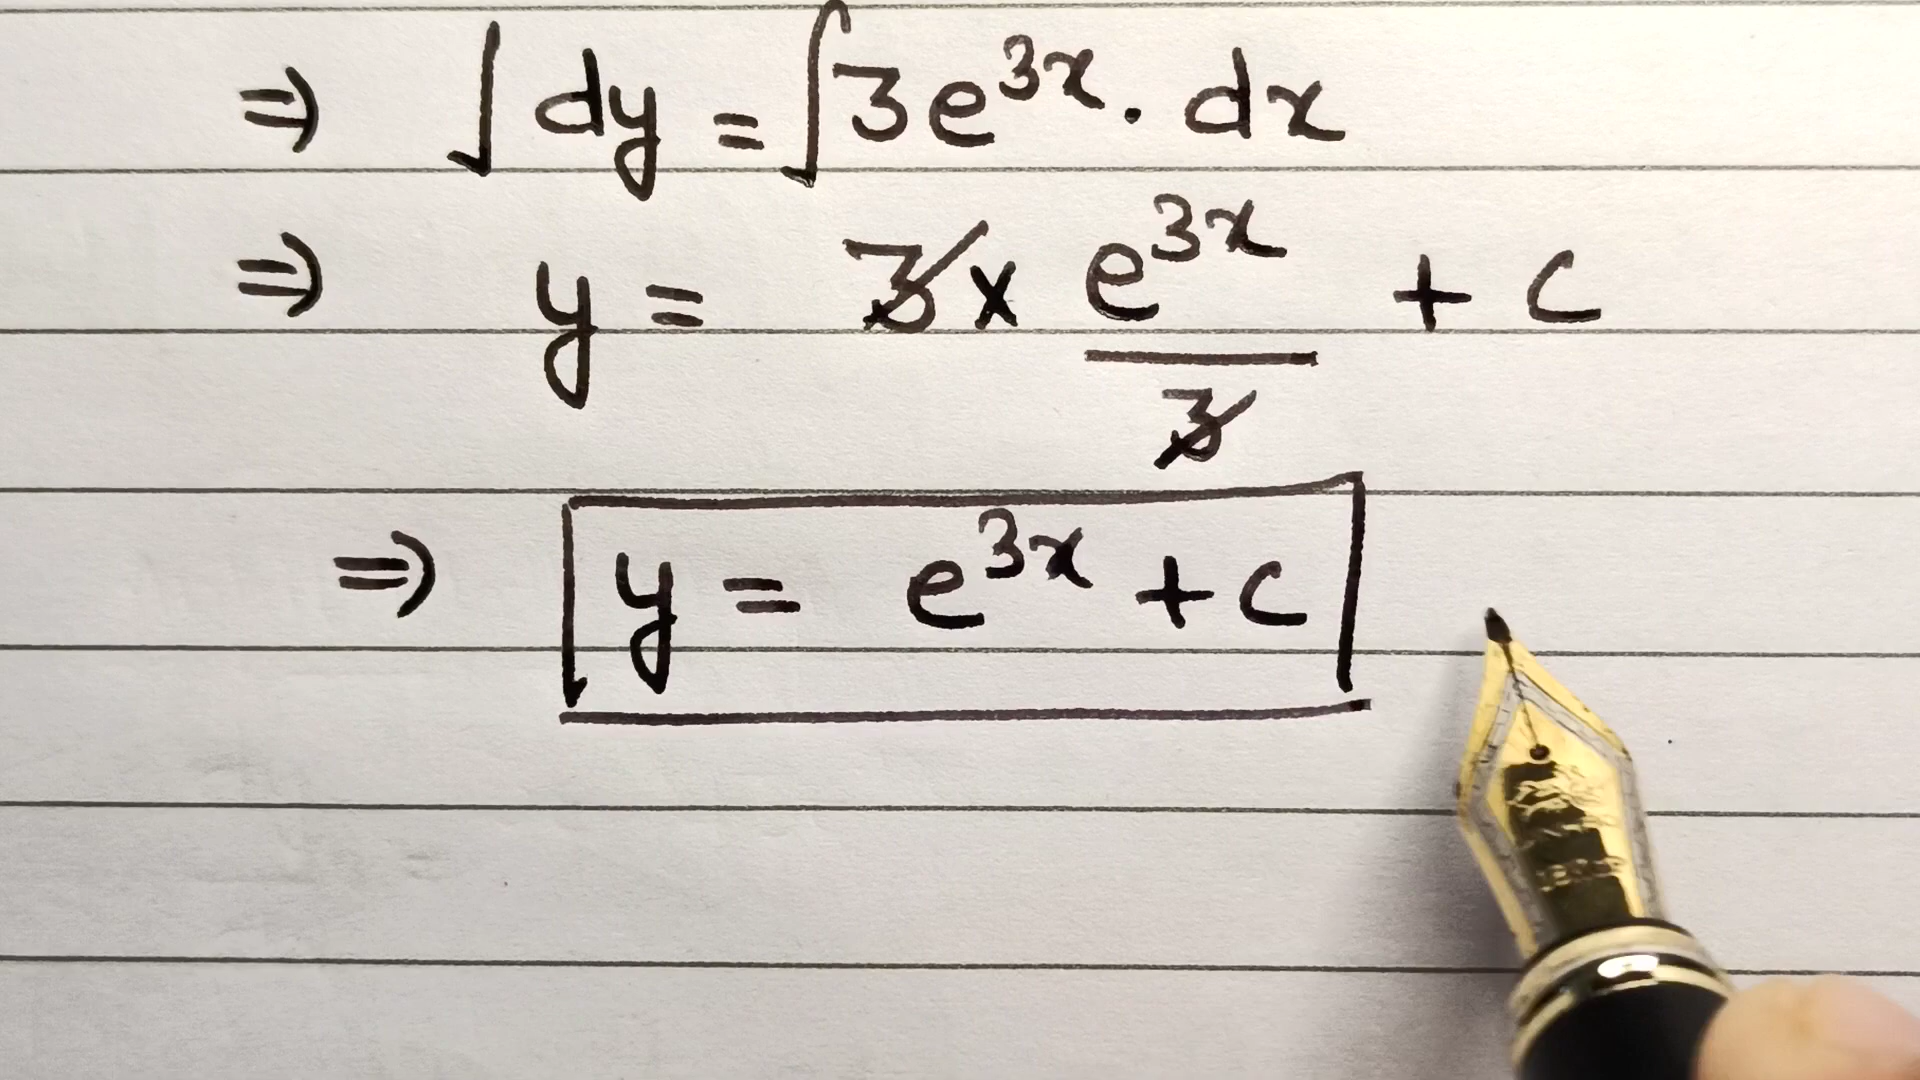 ⇒ ∫ dy = ∫ 3e^{3x} · dx
⇒ y = 3 × e^{3x}/3 + c
⇒ y = e^{3x} + c